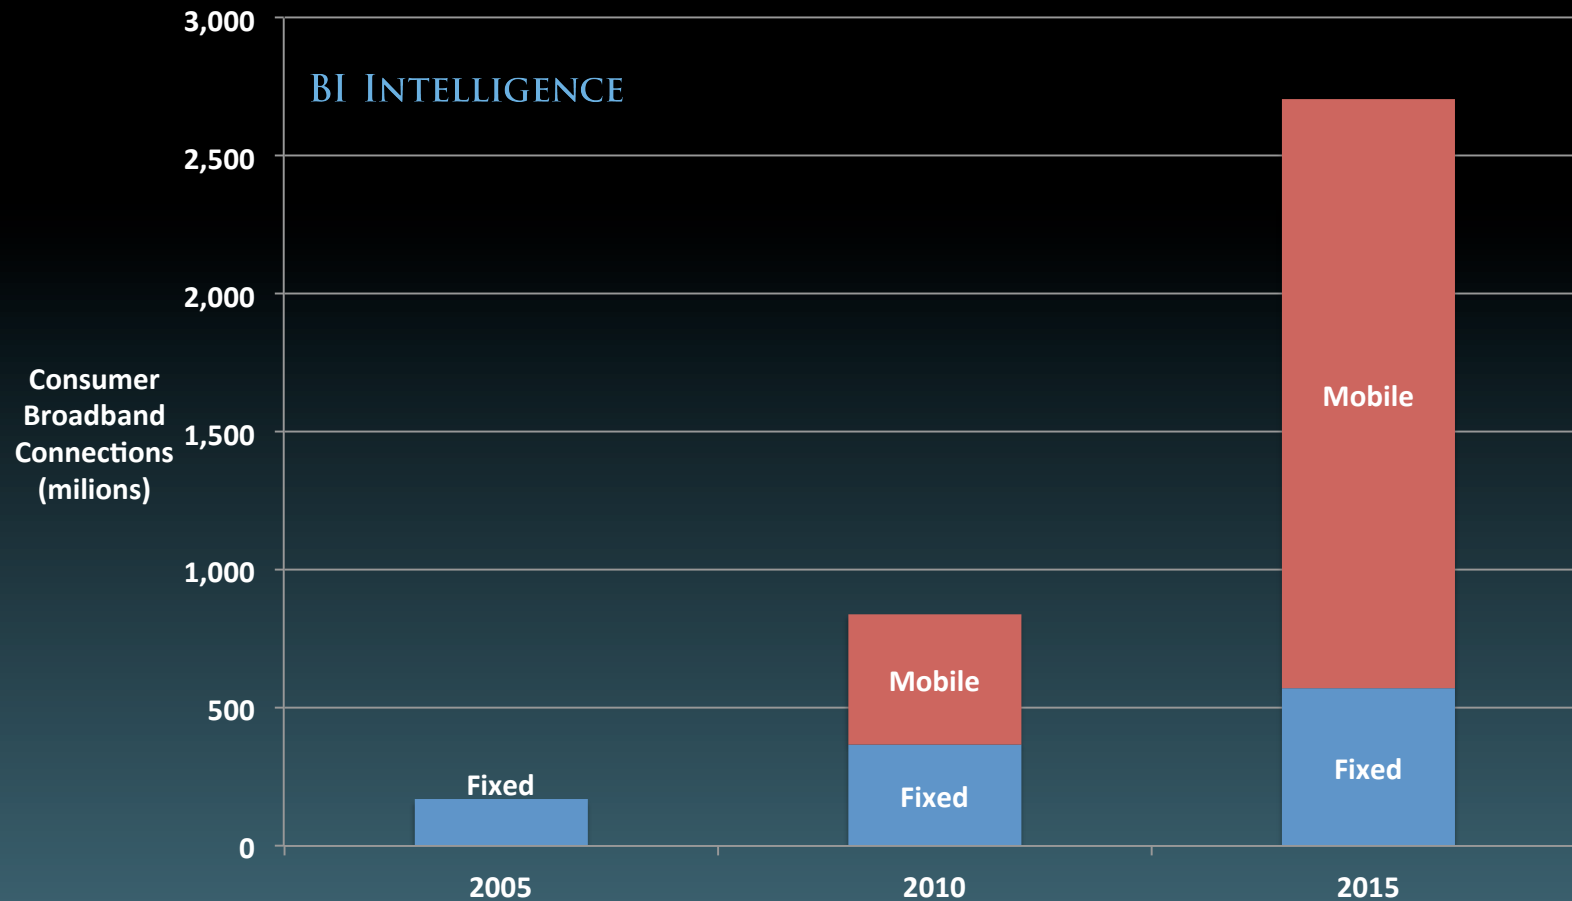 3,000
BI INTELLIGENCE
2,500
2,000
Consumer
Broadband
Connections
(milions)
1,500
1,000
500
0
Mobile
Mobile
Fixed
Fixed
Fixed
2005
2010
2015